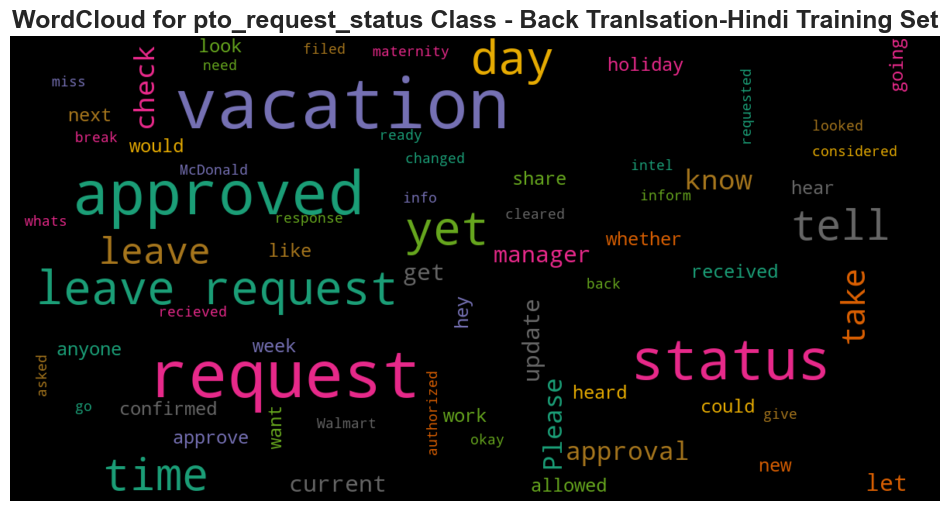 WordCloud for pto_request_status Class - Back Tranlsation-Hindi Training Set
look
filed
maternity
day
holiday
going
need
check
miss
vacation
requested
next
break
would
ready
looked
considered
changed
McDonald
approved
info
share
intel
know
inform
hear
whats
response
yet
cleared
tell
leave
like
manager
whether
get
received
leave request
back
take
recieved
hey
update
anyone
week
request
status
asked
authorized
Please
heard
go
confirmed
want
Walmart
work
could
give
approve
okay
approval
new
time
current
allowed
let